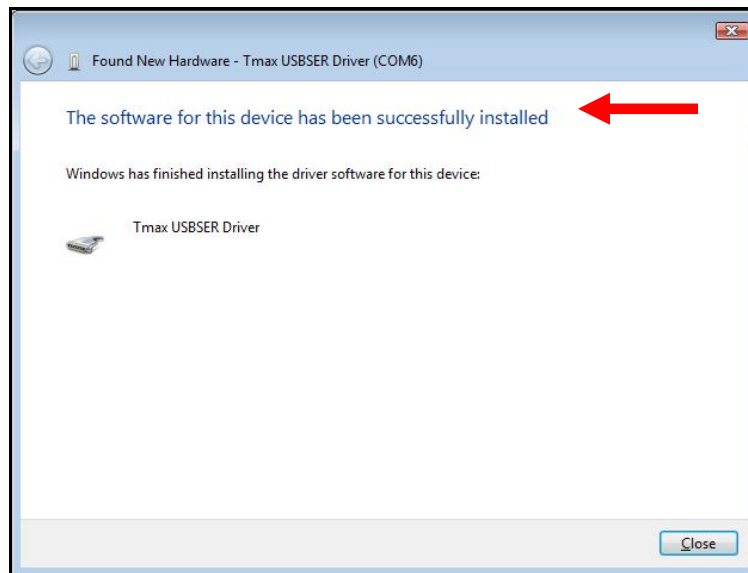 Found New Hardware - Tmax USBSER Driver (COM6)
The software for this device has been successfully installed
Windows has finished installing the driver software for this device:
Tmax USBSER Driver
Close